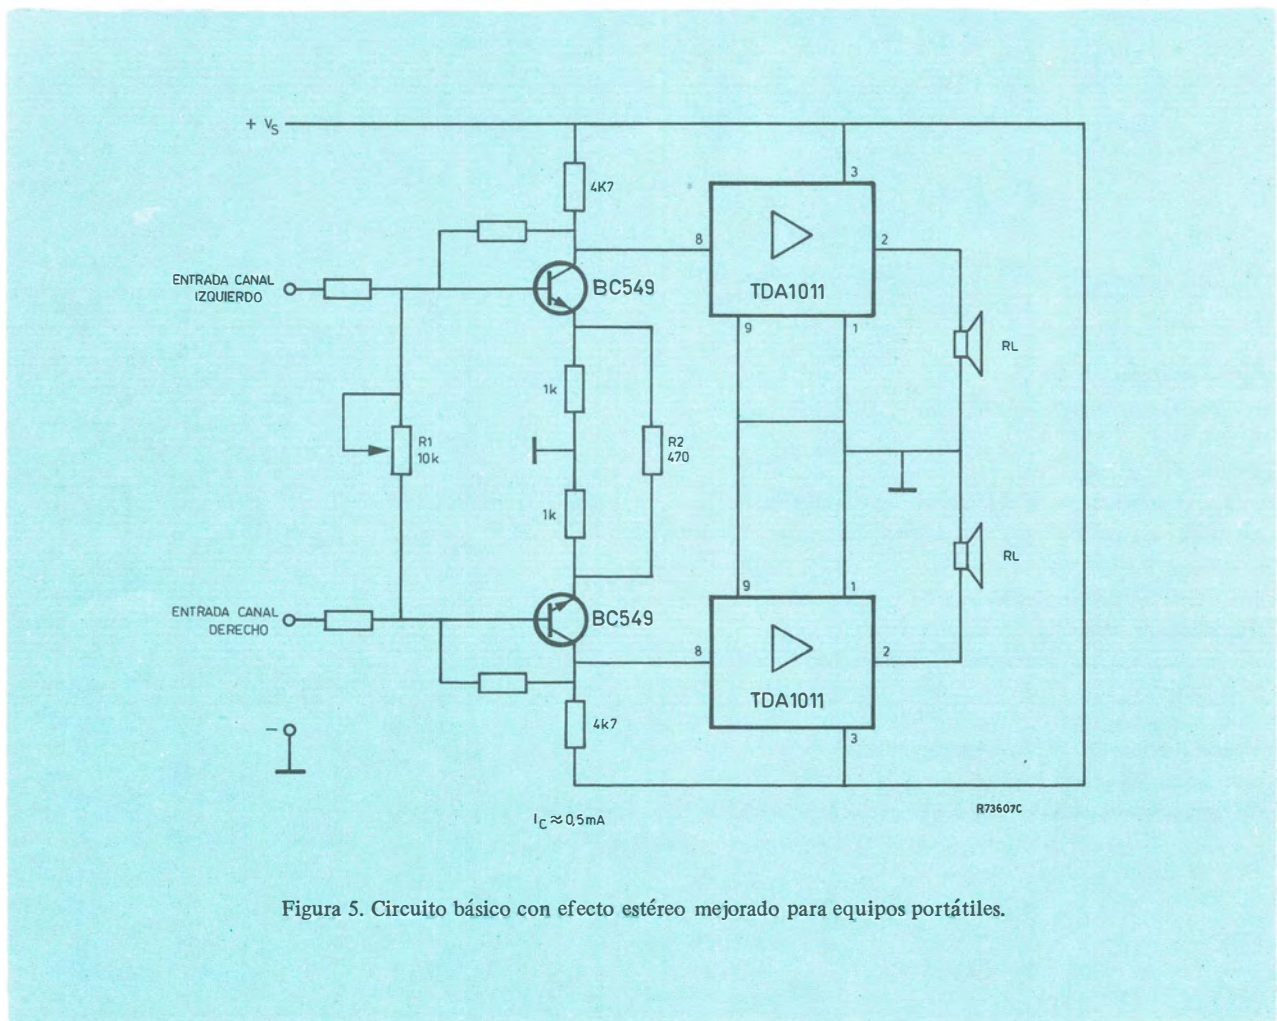 + VS
4K7
3
8
2
ENTRADA CANAL
IZQUIERDO
BC549
TDA1011
9
1
RL
1k
R1
10k
R2
470
1k
RL
9
1
ENTRADA CANAL
DERECHO
BC549
8
2
TDA1011
4k7
3
−
R73607C
IC ≈ 0,5mA
Figura 5. Circuito básico con efecto estéreo mejorado para equipos portátiles.